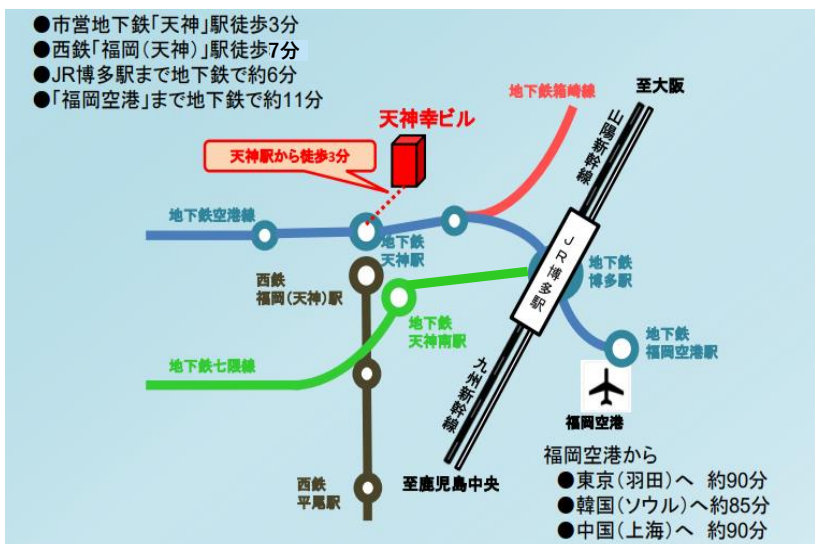 ●市営地下鉄「天神」駅徒歩3分
●西鉄「福岡(天神)」駅徒歩7分
●JR博多駅まで地下鉄で約6分
●「福岡空港」まで地下鉄で約11分
地下鉄箱崎線
至大阪
山陽新幹線
天神幸ビル
天神駅から徒歩3分
地下鉄空港線
地下鉄
天神駅
西鉄
福岡(天神)駅
JR博多駅
地下鉄
博多駅
地下鉄
天神南駅
地下鉄
福岡空港駅
地下鉄七隈線
九州新幹線
福岡空港
西鉄
平尾駅
至鹿児島中央
福岡空港から
●東京(羽田)へ 約90分
●韓国(ソウル)へ約85分
●中国(上海)へ 約90分